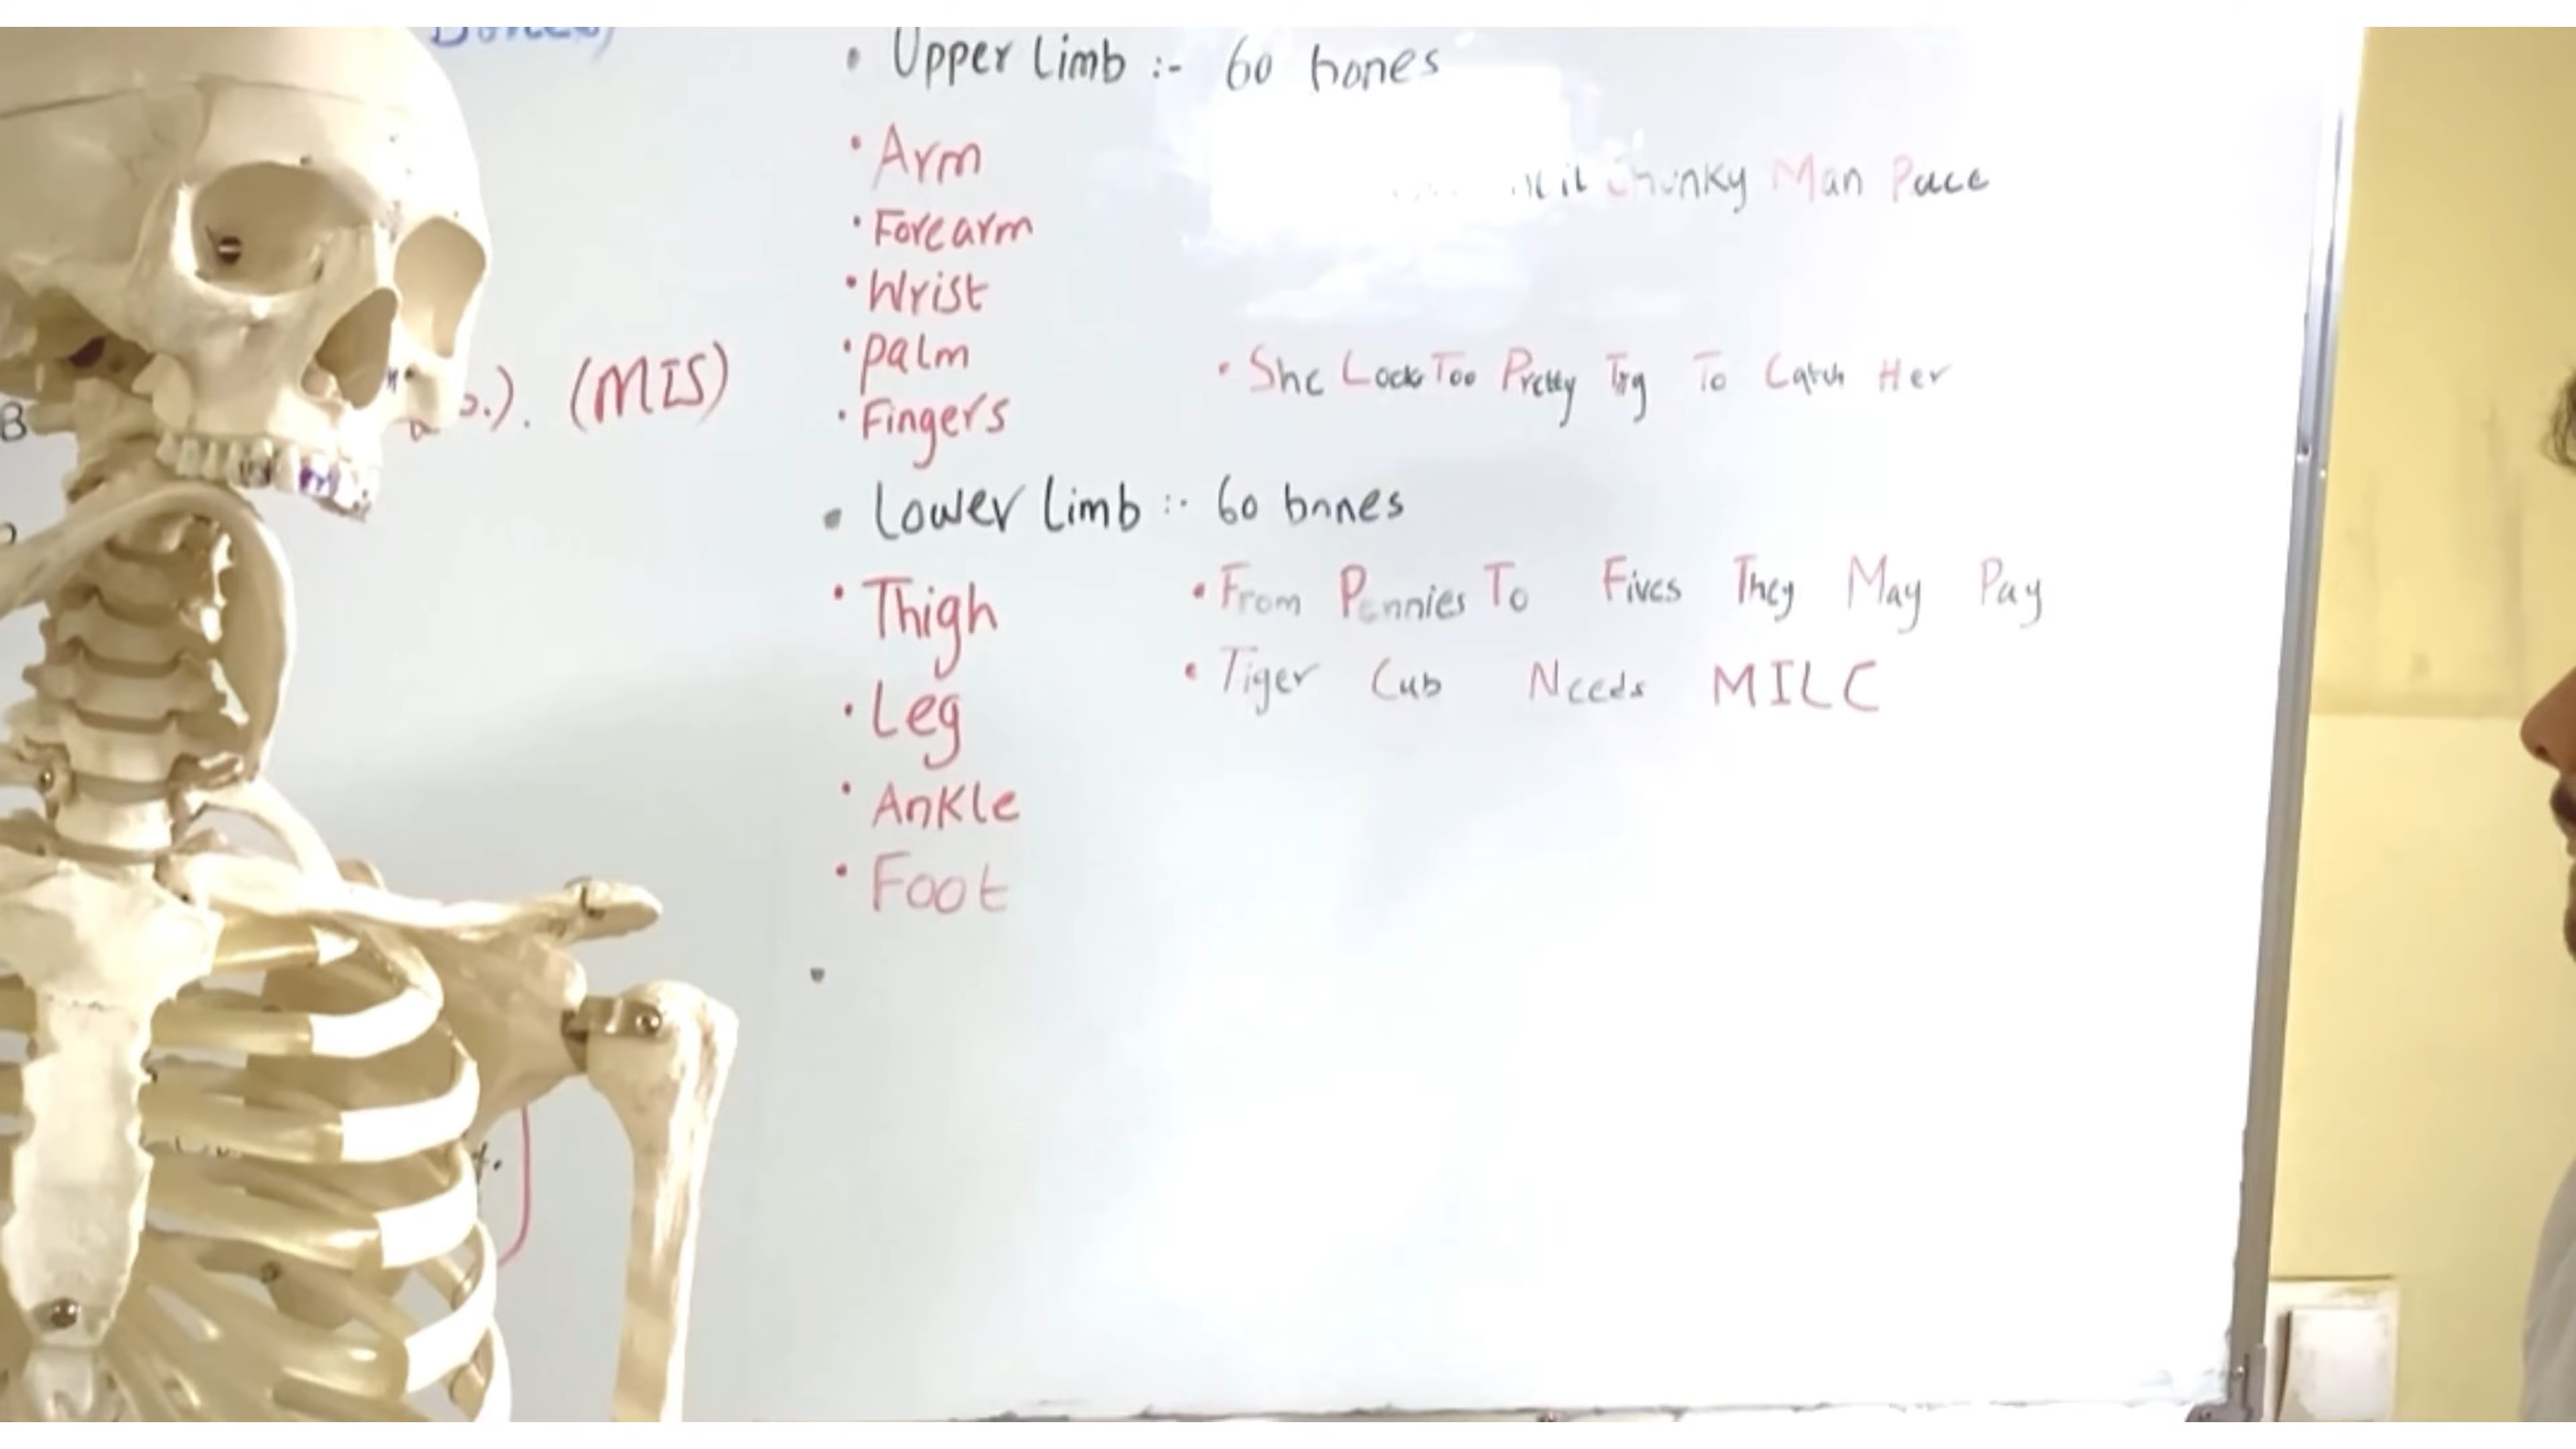 • Upper Limb :- 60 bones
• Arm
Chunky Man Pace
• Forearm
• Wrist
• Palm
• She Look Too Pretty Try To Catch Her
• Fingers
(MIS)
• Lower Limb :- 60 bones
• Thigh
• From Pennies To Fives They May Pay
• Leg
• Tiger Cub Needs MILC
• Ankle
• Foot